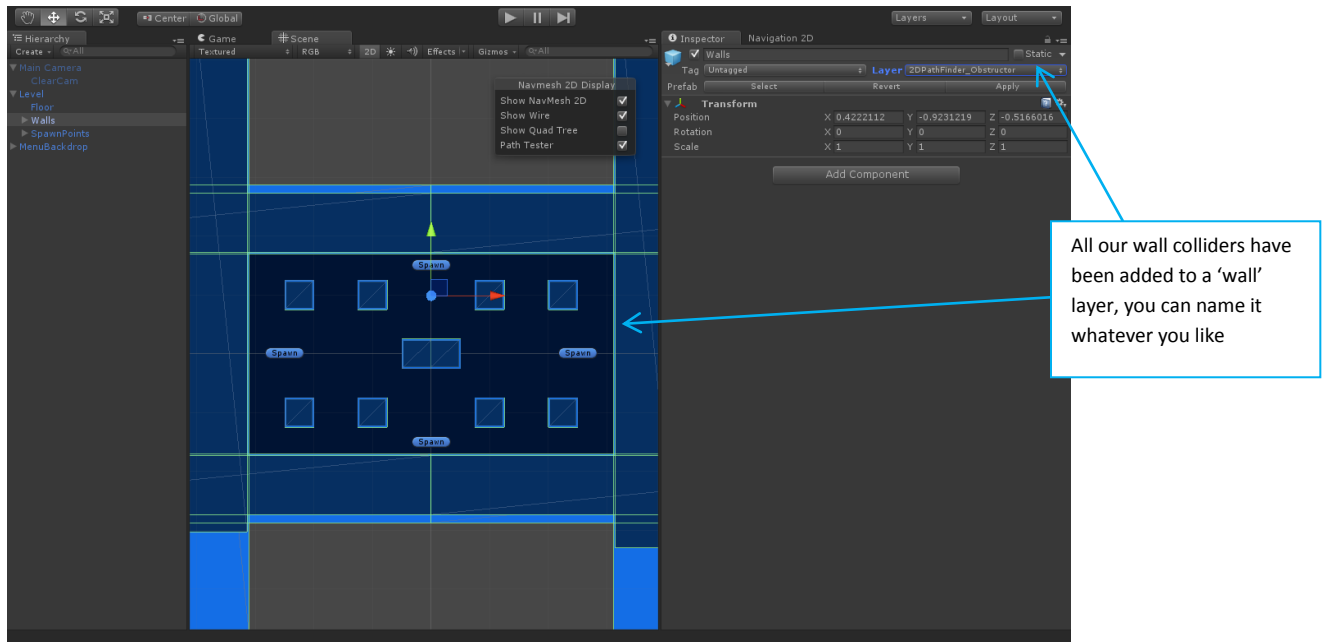 Center Global
Layers Layout
Hierarchy
Create All
Main Camera
ClearCam
Level
Floor
Walls
SpawnPoints
MenuBackdrop
Game Scene
Textured RGB 2D Effects Gizmos All
Navmesh 2D Display
Show NavMesh 2D
Show Wire
Show Quad Tree
Path Tester
Spawn
Spawn Spawn
Spawn
Inspector Navigation 2D
Walls Static
Tag Untagged Layer 2DPathFinder_Obstructor
Prefab Select Revert Apply
Transform
Position X 0.4222112 Y -0.9231219 Z -0.5166016
Rotation X 0 Y 0 Z 0
Scale X 1 Y 1 Z 1
Add Component
All our wall colliders have
been added to a ‘wall’
layer, you can name it
whatever you like